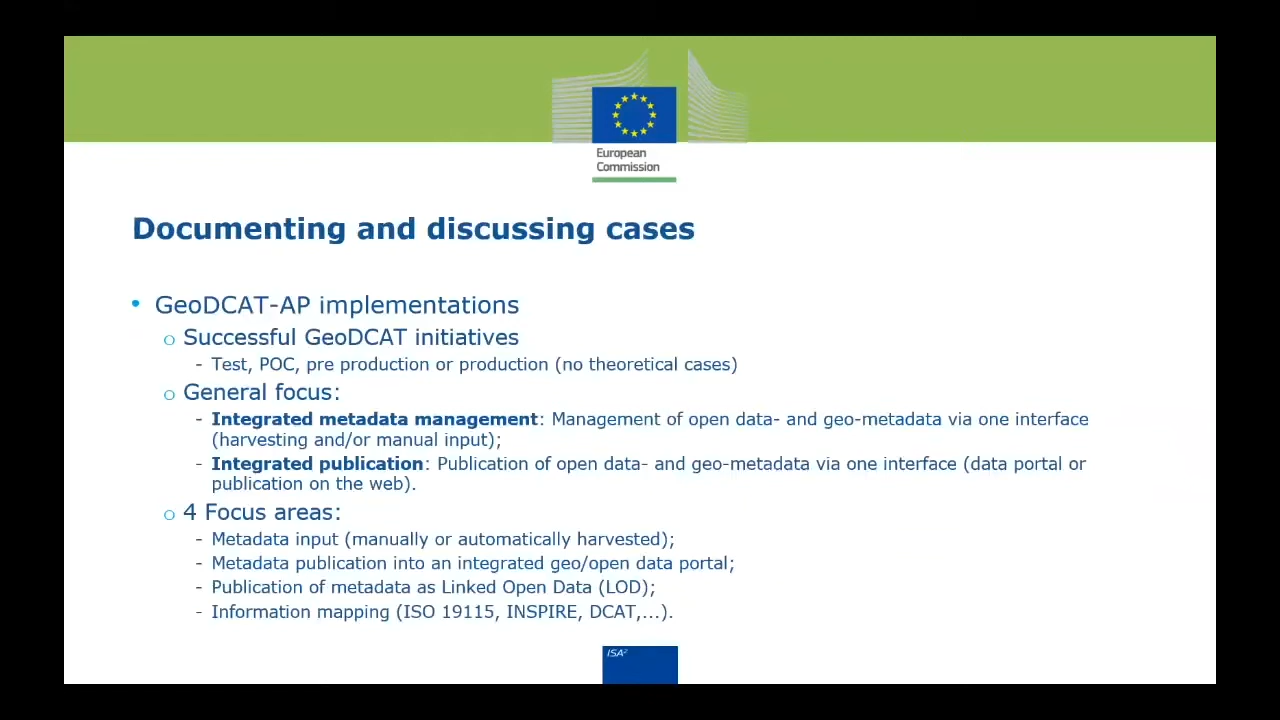 European
Commission
Documenting and discussing cases
• GeoDCAT-AP implementations
o Successful GeoDCAT initiatives
- Test, POC, pre production or production (no theoretical cases)
o General focus:
- Integrated metadata management: Management of open data- and geo-metadata via one interface
(harvesting and/or manual input);
- Integrated publication: Publication of open data- and geo-metadata via one interface (data portal or
publication on the web).
o 4 Focus areas:
- Metadata input (manually or automatically harvested);
- Metadata publication into an integrated geo/open data portal;
- Publication of metadata as Linked Open Data (LOD);
- Information mapping (ISO 19115, INSPIRE, DCAT,...).
ISA²